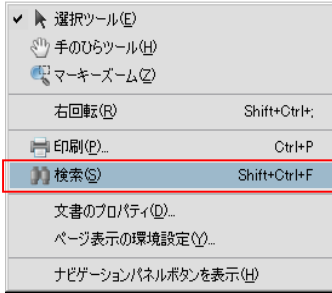 選択ツール(E)
手のひらツール(H)
マーキーズーム(Z)
右回転(R) Shift+Ctrl+;
印刷(P)... Ctrl+P
検索(S) Shift+Ctrl+F
文書のプロパティ(D)...
ページ表示の環境設定(Y)...
ナビゲーションパネルボタンを表示(H)